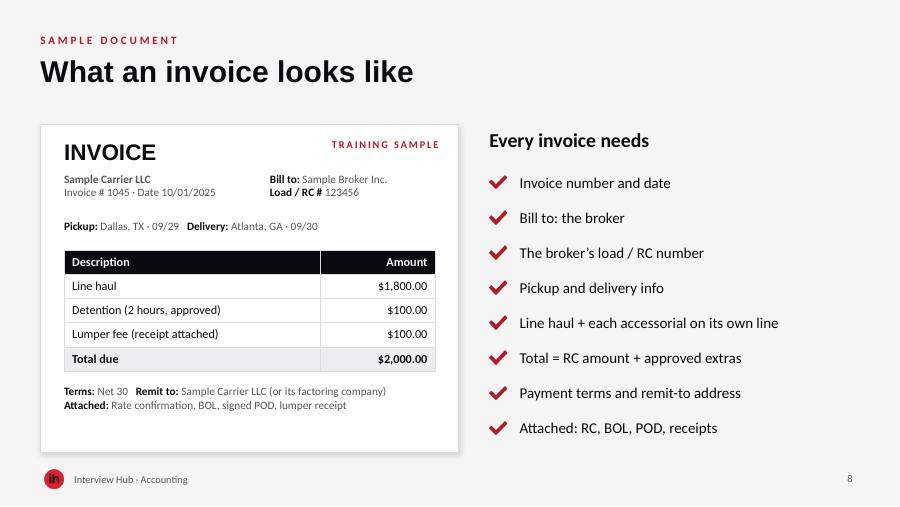 SAMPLE DOCUMENT
What an invoice looks like
INVOICE
TRAINING SAMPLE
Sample Carrier LLC
Invoice # 1045 · Date 10/01/2025
Bill to: Sample Broker Inc.
Load / RC # 123456
Pickup: Dallas, TX · 09/29 Delivery: Atlanta, GA · 09/30
Description Amount
Line haul $1,800.00
Detention (2 hours, approved) $100.00
Lumper fee (receipt attached) $100.00
Total due $2,000.00
Terms: Net 30 Remit to: Sample Carrier LLC (or its factoring company)
Attached: Rate confirmation, BOL, signed POD, lumper receipt
Every invoice needs
Invoice number and date
Bill to: the broker
The broker’s load / RC number
Pickup and delivery info
Line haul + each accessorial on its own line
Total = RC amount + approved extras
Payment terms and remit-to address
Attached: RC, BOL, POD, receipts
ih Interview Hub · Accounting
8